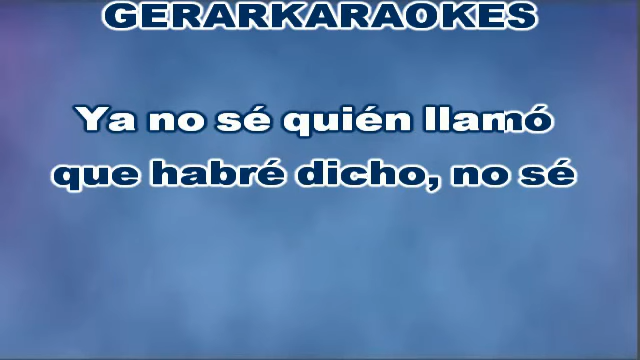 GERARKARAOKES
Ya no sé quién llamó
que habré dicho, no sé